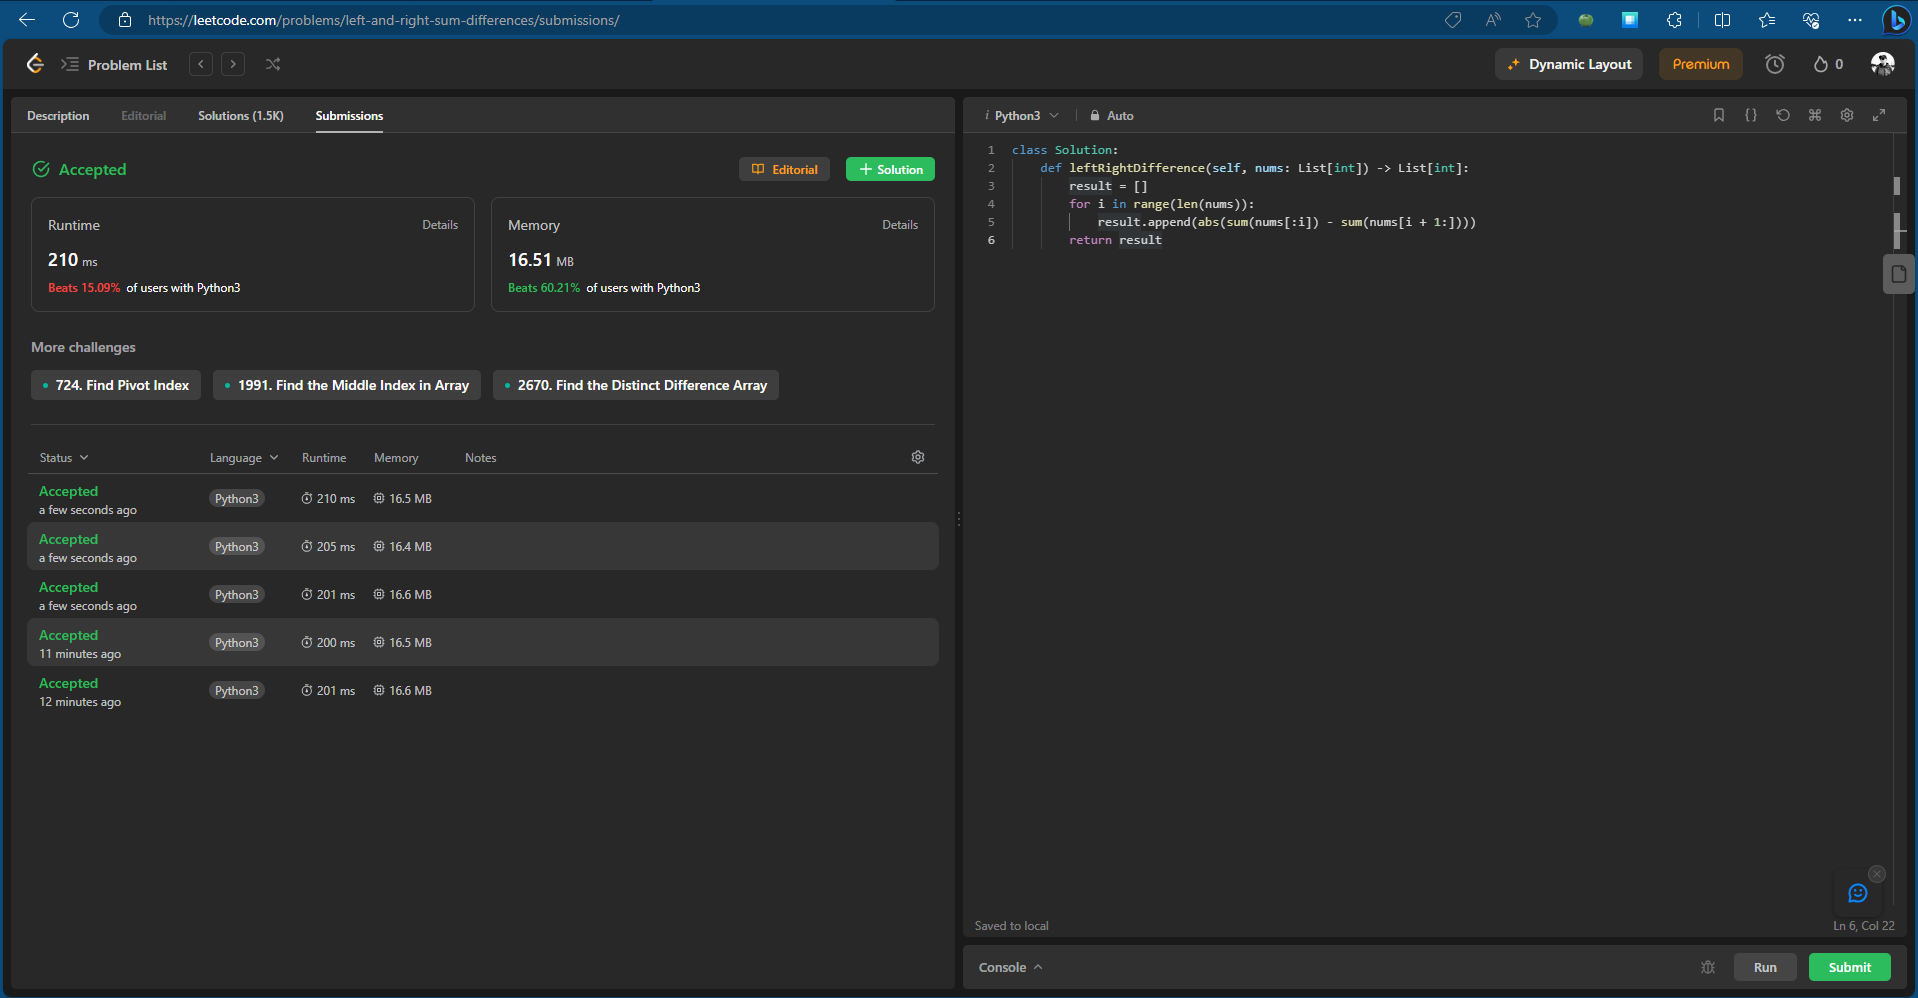 https://leetcode.com/problems/left-and-right-sum-differences/submissions/
Problem List
Dynamic Layout
Premium
0
Description Editorial Solutions (1.5K) Submissions
Accepted
Editorial
Solution
Runtime Details
210 ms
Beats 15.09% of users with Python3
Memory Details
16.51 MB
Beats 60.21% of users with Python3
More challenges
724. Find Pivot Index
1991. Find the Middle Index in Array
2670. Find the Distinct Difference Array
Status Language Runtime Memory Notes
Accepted
a few seconds ago
Python3 210 ms 16.5 MB
Accepted
a few seconds ago
Python3 205 ms 16.4 MB
Accepted
a few seconds ago
Python3 201 ms 16.6 MB
Accepted
11 minutes ago
Python3 200 ms 16.5 MB
Accepted
12 minutes ago
Python3 201 ms 16.6 MB
i Python3 Auto
1 class Solution:
2 def leftRightDifference(self, nums: List[int]) -> List[int]:
3 result = []
4 for i in range(len(nums)):
5 result.append(abs(sum(nums[:i]) - sum(nums[i + 1:])))
6 return result
Saved to local
Ln 6, Col 22
Console
Run
Submit